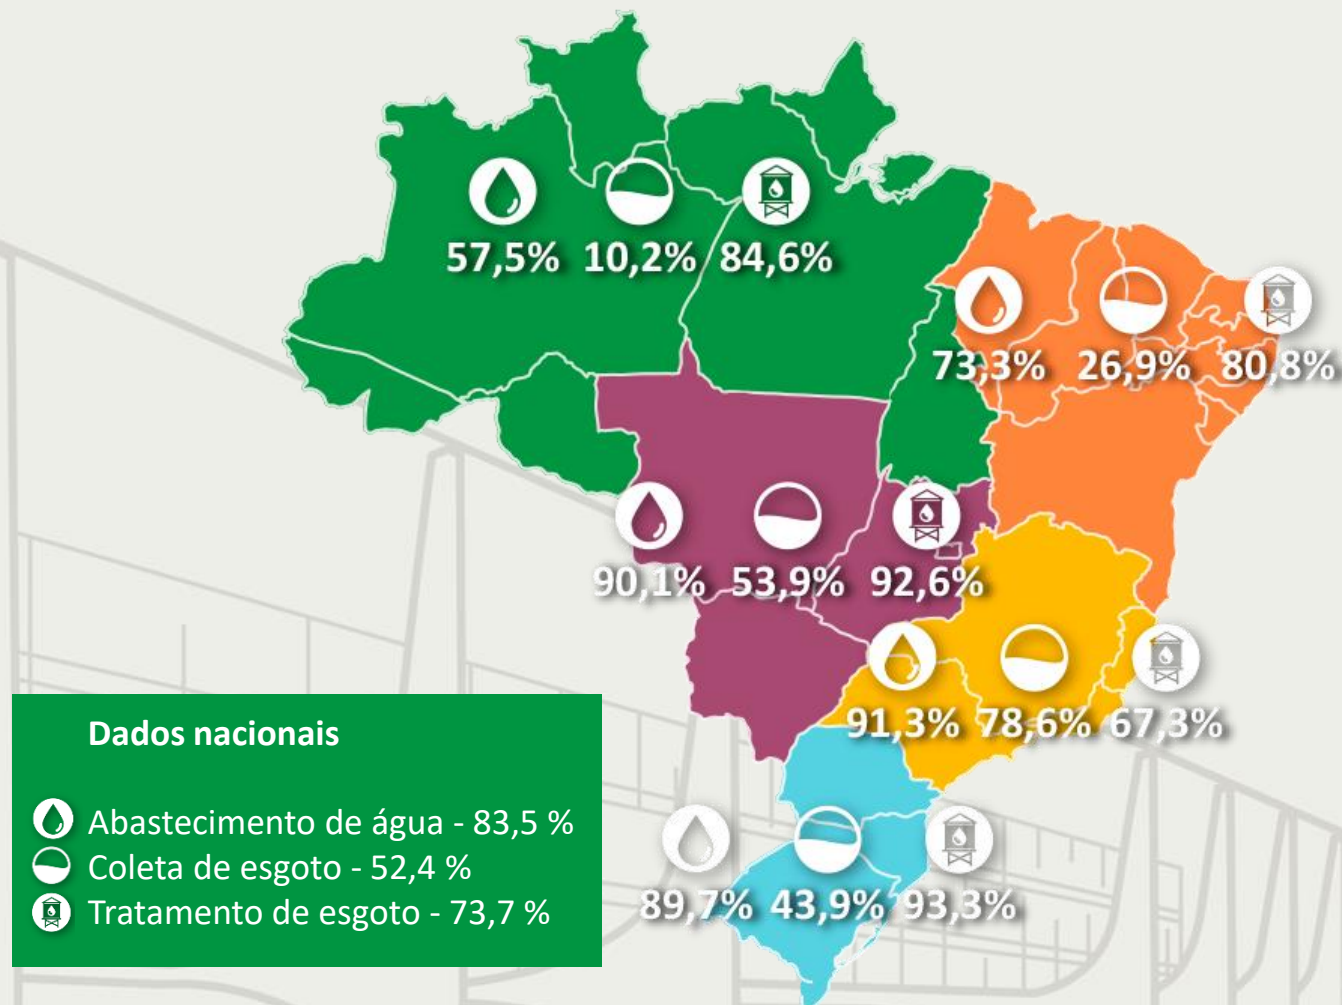 57,5% 10,2% 84,6%
73,3% 26,9% 80,8%
90,1% 53,9% 92,6%
91,3% 78,6% 67,3%
89,7% 43,9% 93,3%
Dados nacionais
Abastecimento de água - 83,5 %
Coleta de esgoto - 52,4 %
Tratamento de esgoto - 73,7 %